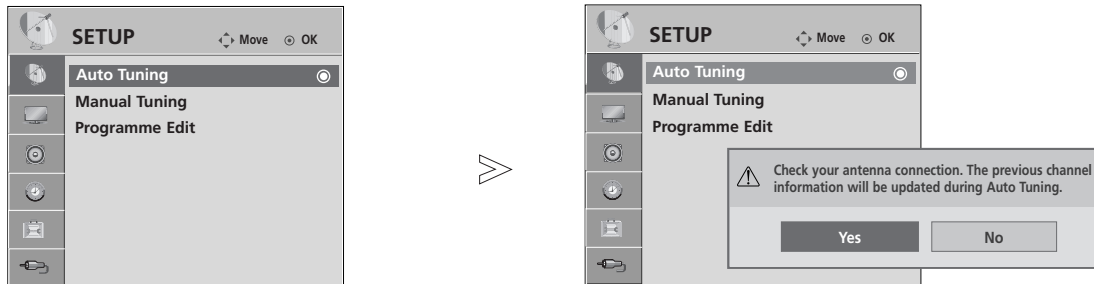 SETUP
Move OK
Auto Tuning
Manual Tuning
Programme Edit
SETUP
Move OK
Auto Tuning
Manual Tuning
Programme Edit
Check your antenna connection. The previous channel
information will be updated during Auto Tuning.
Yes
No